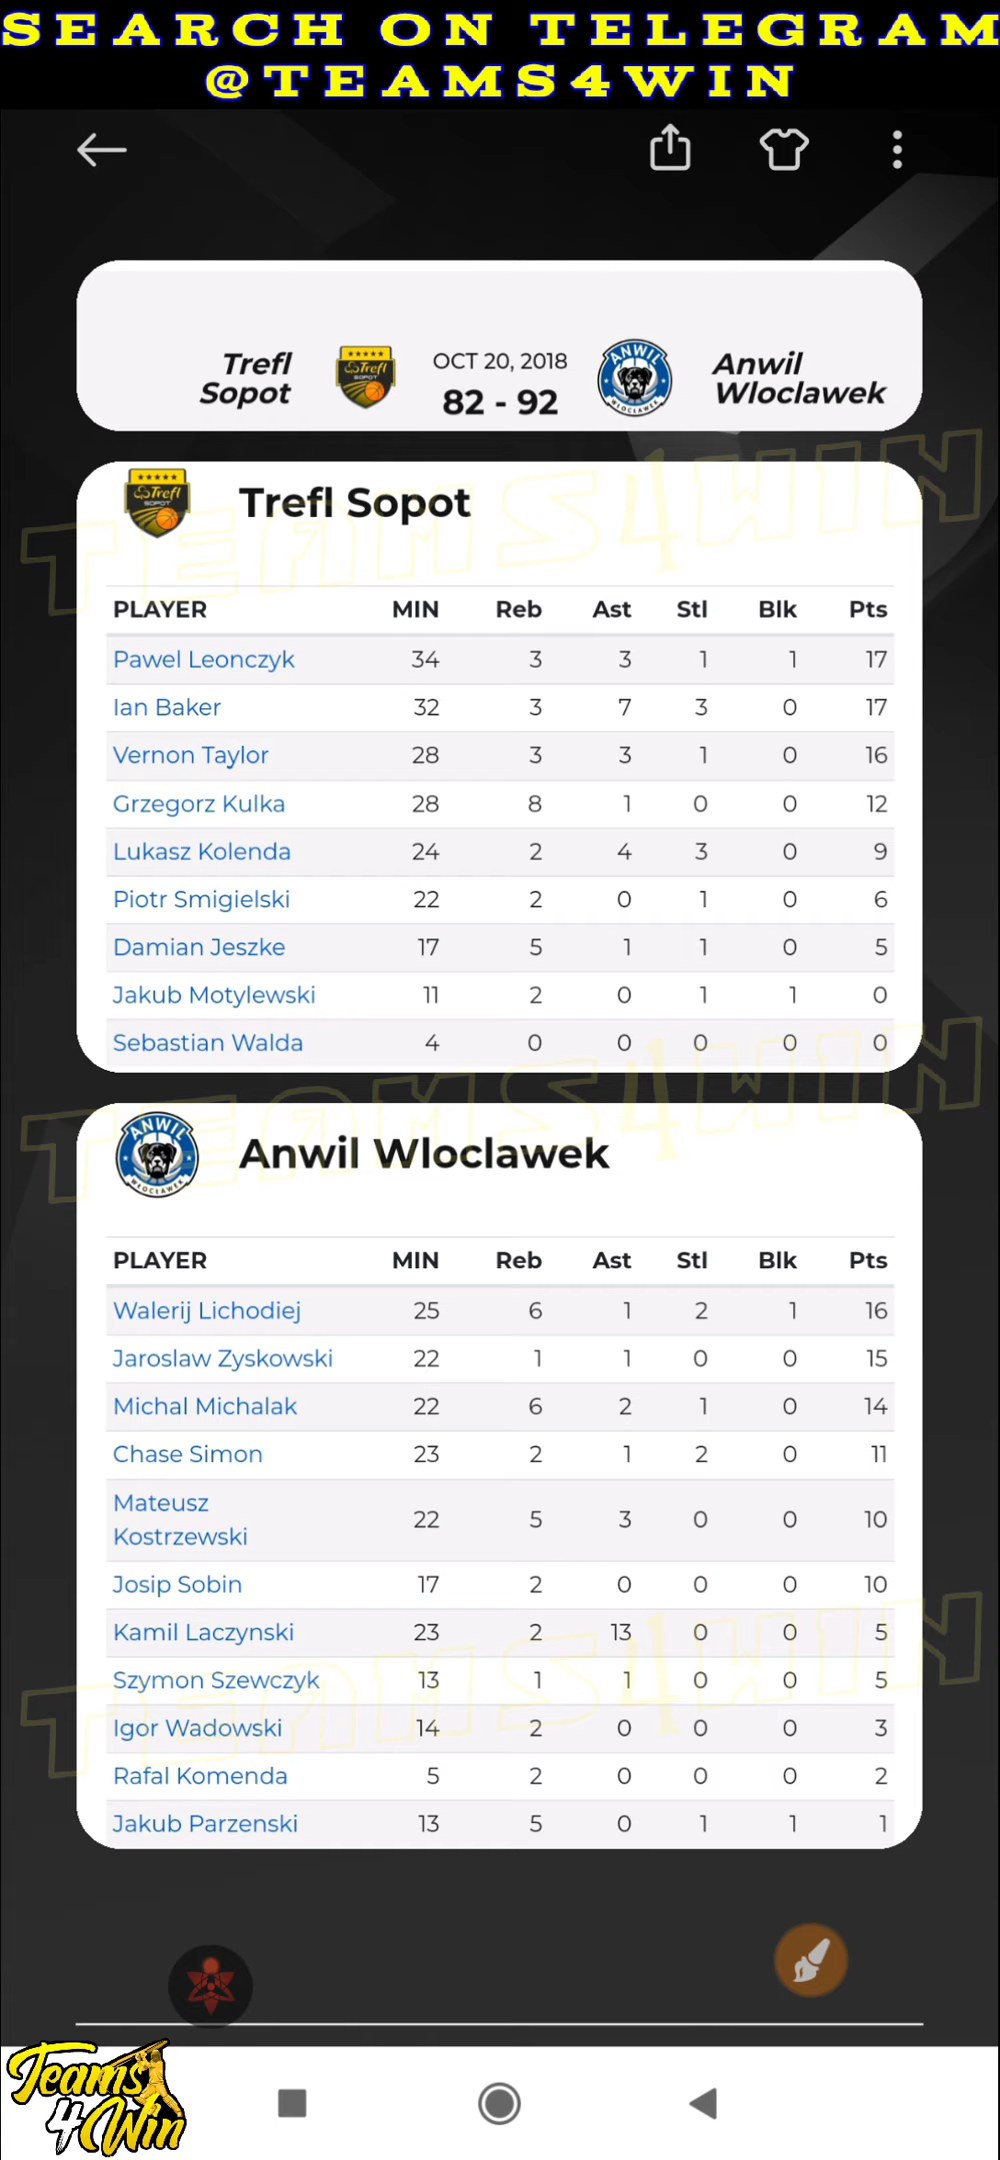 SEARCH ON TELEGRAM
@TEAMS4WIN
Trefl Sopot
OCT 20, 2018
82 - 92
Anwil Wloclawek
Trefl Sopot
PLAYER MIN Reb Ast Stl Blk Pts
Pawel Leonczyk 34 3 3 1 1 17
Ian Baker 32 3 7 3 0 17
Vernon Taylor 28 3 3 1 0 16
Grzegorz Kulka 28 8 1 0 0 12
Lukasz Kolenda 24 2 4 3 0 9
Piotr Smigielski 22 2 0 1 0 6
Damian Jeszke 17 5 1 1 0 5
Jakub Motylewski 11 2 0 1 1 0
Sebastian Walda 4 0 0 0 0 0
Anwil Wloclawek
PLAYER MIN Reb Ast Stl Blk Pts
Walerij Lichodiej 25 6 1 2 1 16
Jaroslaw Zyskowski 22 1 1 0 0 15
Michal Michalak 22 6 2 1 0 14
Chase Simon 23 2 1 2 0 11
Mateusz
Kostrzewski 22 5 3 0 0 10
Josip Sobin 17 2 0 0 0 10
Kamil Laczynski 23 2 13 0 0 5
Szymon Szewczyk 13 1 1 0 0 5
Igor Wadowski 14 2 0 0 0 3
Rafal Komenda 5 2 0 0 0 2
Jakub Parzenski 13 5 0 1 1 1
TEAMS4WIN
TEAMS4WIN
TEAMS4WIN
Teams
4Win